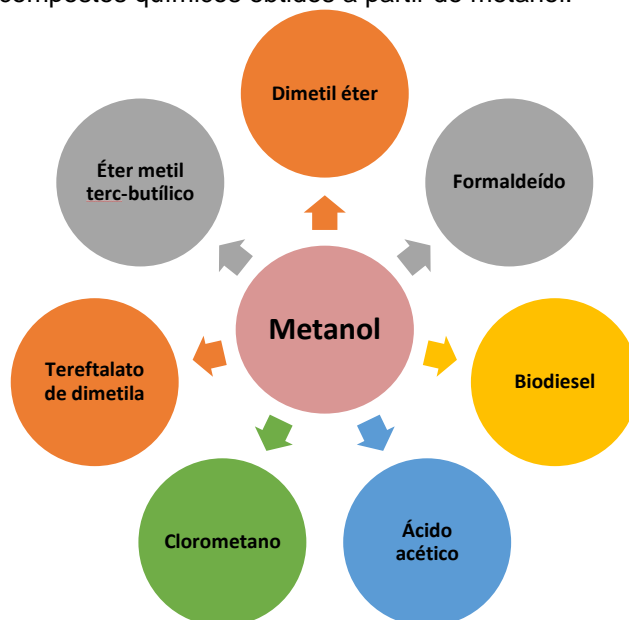 compostos químicos obtidos a partir do metanol.
Dimetil éter
Éter metil
terc-butílico
Formaldeído
Metanol
Tereftalato
de dimetila
Biodiesel
Clorometano
Ácido
acético